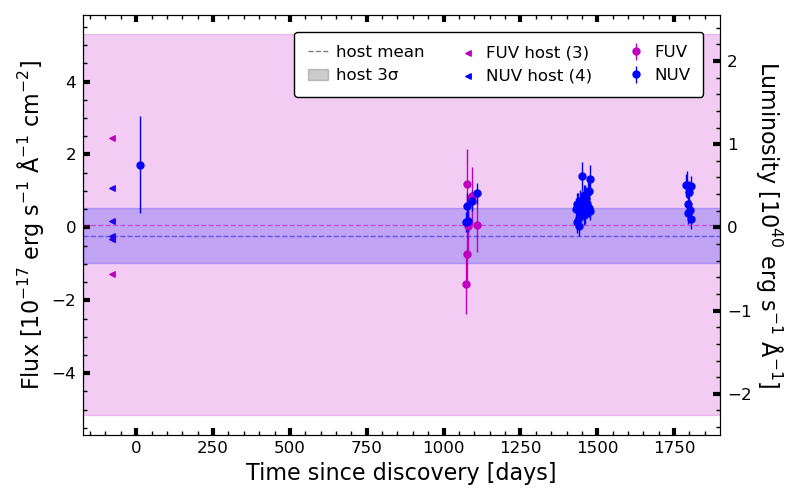 host mean
host 3σ
FUV host (3)
NUV host (4)
FUV
NUV
Flux [10⁻¹⁷ erg s⁻¹ Å⁻¹ cm⁻²]
4
2
0
−2
−4
Luminosity [10⁴⁰ erg s⁻¹ Å⁻¹]
2
1
0
−1
−2
0 250 500 750 1000 1250 1500 1750
Time since discovery [days]